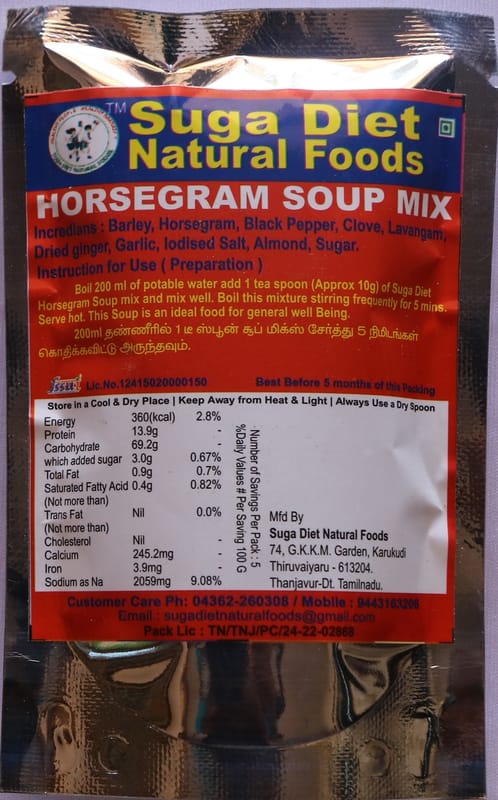 TM
Suga Diet
Natural Foods
HORSEGRAM SOUP MIX
Incredians : Barley, Horsegram, Black Pepper, Clove, Lavangam,
Dried ginger, Garlic, Iodised Salt, Almond, Sugar.
Instruction for Use ( Preparation )
Boil 200 ml of potable water add 1 tea spoon (Approx 10g) of Suga Diet
Horsegram Soup mix and mix well. Boil this mixture stirring frequently for 5 mins.
Serve hot. This Soup is an ideal food for general well Being.
200ml தண்ணீரில் 1 டீ ஸ்பூன் சூப் மிக்ஸ் சேர்த்து 5 நிமிடங்கள்
கொதிக்கவிட்டு அருந்தவும்.
fssai Lic.No.12415020000150 Best Before 5 months of this Packing
Store in a Cool & Dry Place | Keep Away from Heat & Light | Always Use a Dry Spoon
Energy 360(kcal) 2.8%
Protein 13.9g -
Carbohydrate 69.2g -
which added sugar 3.0g 0.67%
Total Fat 0.9g 0.7%
Saturated Fatty Acid 0.4g 0.82%
(Not more than)
Trans Fat Nil 0.0%
(Not more than)
Cholesterol Nil -
Calcium 245.2mg -
Iron 3.9mg -
Sodium as Na 2059mg 9.08%
-Number of Savings Per Pack : 5
%Daily Values # Per Saving 100 G
Mfd By
Suga Diet Natural Foods
74, G.K.K.M. Garden, Karukudi
Thiruvaiyaru - 613204.
Thanjavur-Dt. Tamilnadu.
Customer Care Ph: 04362-260308 / Mobile : 9443163208
Email : sugadietnaturalfoods@gmail.com
Pack Lic : TN/TNJ/PC/24-22-02868